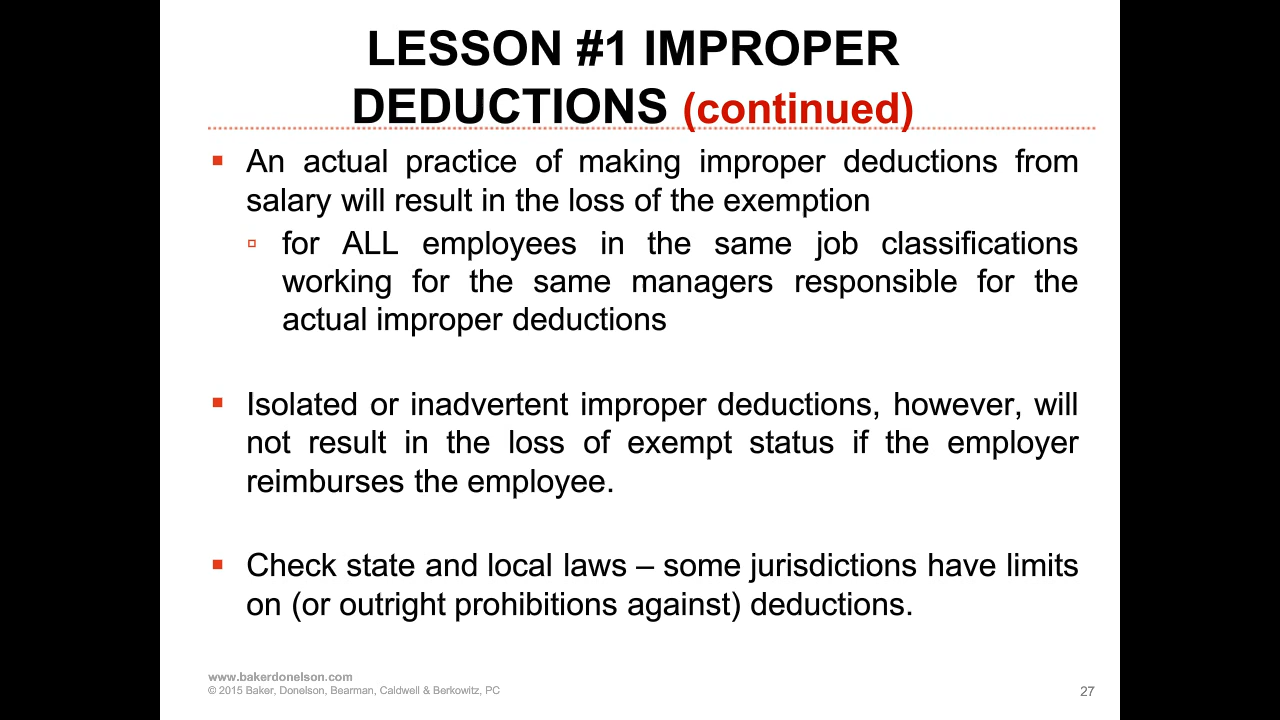 LESSON #1 IMPROPER
DEDUCTIONS (continued)
An actual practice of making improper deductions from
salary will result in the loss of the exemption
for ALL employees in the same job classifications
working for the same managers responsible for the
actual improper deductions
Isolated or inadvertent improper deductions, however, will
not result in the loss of exempt status if the employer
reimburses the employee.
Check state and local laws – some jurisdictions have limits
on (or outright prohibitions against) deductions.
www.bakerdonelson.com
© 2015 Baker, Donelson, Bearman, Caldwell & Berkowitz, PC
27